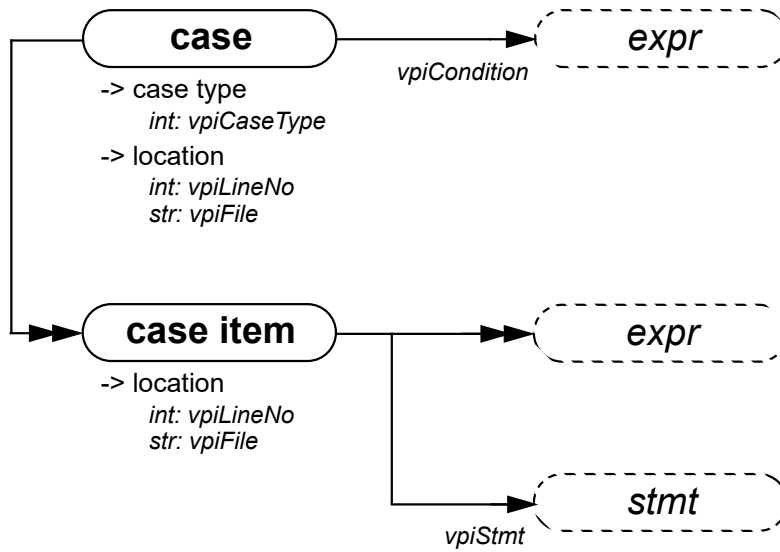 case
expr
vpiCondition
-> case type
int: vpiCaseType
-> location
int: vpiLineNo
str: vpiFile
case item
expr
-> location
int: vpiLineNo
str: vpiFile
stmt
vpiStmt